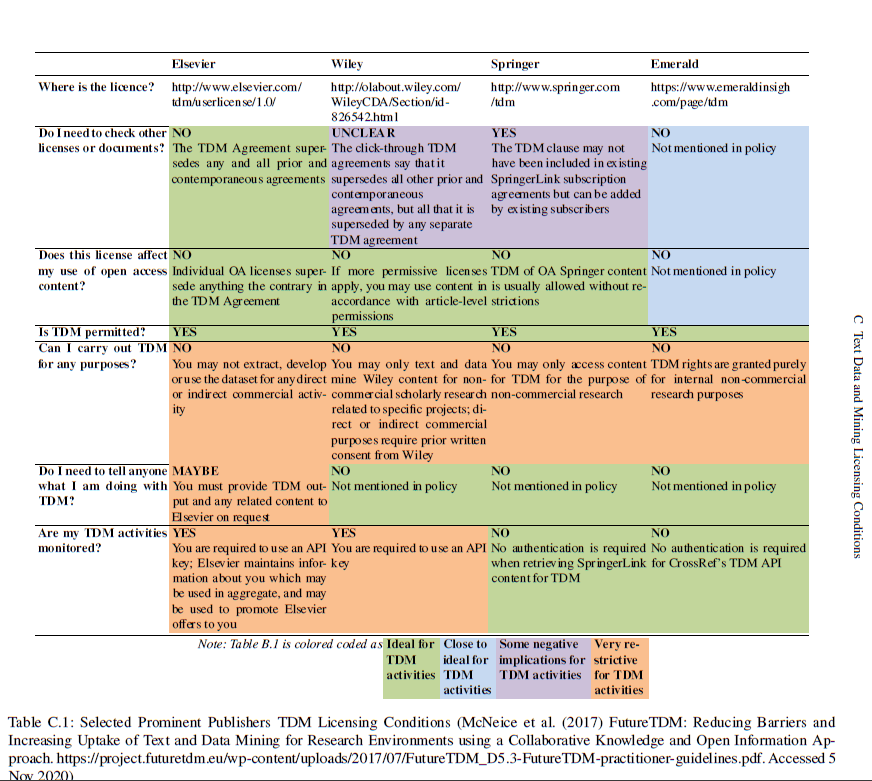 Elsevier
Wiley
Springer
Emerald
Where is the licence?
http://www.elsevier.com/
tdm/userlicense/1.0/
http://olabout.wiley.com/
WileyCDA/Section/id-
826542.html
http://www.springer.com
/tdm
https://www.emeraldinsigh
.com/page/tdm
Do I need to check other
licenses or documents?
NO
The TDM Agreement super-
sedes any and all prior and
contemporaneous agreements
UNCLEAR
The click-through TDM
agreements say that it
supersedes all other prior and
contemporaneous
agreements, but all that it is
superseded by any separate
TDM agreement
YES
The TDM clause may not
have been included in existing
SpringerLink subscription
agreements but can be added
by existing subscribers
NO
Not mentioned in policy
Does this license affect
my use of open access
content?
NO
Individual OA licenses super-
sede anything the contrary in
the TDM Agreement
NO
If more permissive licenses
apply, you may use content in
accordance with article-level
permissions
NO
TDM of OA Springer content
is usually allowed without re-
strictions
NO
Not mentioned in policy
Is TDM permitted?
YES
YES
YES
YES
Can I carry out TDM
for any purposes?
NO
You may not extract, develop
or use the dataset for any direct
or indirect commercial activ-
ity
NO
You may only text and data
mine Wiley content for non-
commercial scholarly research
related to specific projects; di-
rect or indirect commercial
purposes require prior written
consent from Wiley
NO
You may only access content
for TDM for the purpose of
non-commercial research
NO
TDM rights are granted purely
for internal non-commercial
research purposes
Do I need to tell anyone
what I am doing with
TDM?
MAYBE
You must provide TDM out-
put and any related content to
Elsevier on request
NO
Not mentioned in policy
NO
Not mentioned in policy
NO
Not mentioned in policy
Are my TDM activities
monitored?
YES
You are required to use an API
key; Elsevier maintains infor-
mation about you which may
be used in aggregate, and may
be used to promote Elsevier
offers to you
YES
You are required to use an API
key
NO
No authentication is required
when retrieving SpringerLink
content for TDM
NO
No authentication is required
for CrossRef's TDM API
Note: Table B.1 is colored coded as
Ideal for
TDM
activities
Close to
ideal for
TDM
activities
Some negative
implications for
TDM activities
Very re-
strictive
for TDM
activities
Table C.1: Selected Prominent Publishers TDM Licensing Conditions (McNeice et al. (2017) FutureTDM: Reducing Barriers and
Increasing Uptake of Text and Data Mining for Research Environments using a Collaborative Knowledge and Open Information Ap-
proach. https://project.futuretdm.eu/wp-content/uploads/2017/07/FutureTDM_D5.3-FutureTDM-practitioner-guidelines.pdf. Accessed 5
Nov 2020)
C Text Data and Mining Licensing Conditions